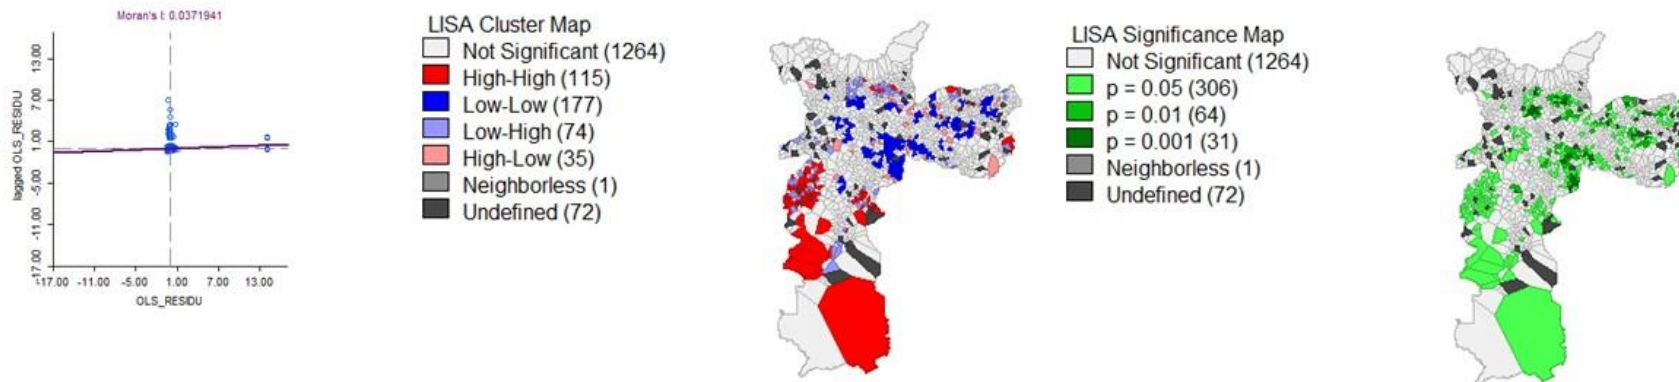 Moran's I: 0.0371941
lagged OLS_RESIDU
13.00
7.00
1.00
-5.00
-11.00
-17.00
-17.00 -11.00 -5.00 1.00 7.00 13.00
OLS_RESIDU
LISA Cluster Map
Not Significant (1264)
High-High (115)
Low-Low (177)
Low-High (74)
High-Low (35)
Neighborless (1)
Undefined (72)
LISA Significance Map
Not Significant (1264)
p = 0.05 (306)
p = 0.01 (64)
p = 0.001 (31)
Neighborless (1)
Undefined (72)